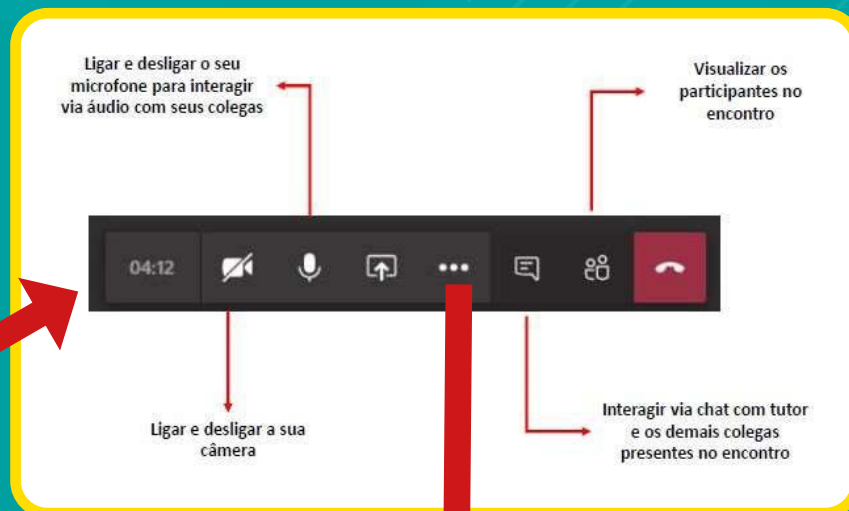 Ligar e desligar o seu
microfone para interagir
via áudio com seus colegas
Visualizar os
participantes no
encontro
04:12
Ligar e desligar a sua
câmera
Interagir via chat com tutor
e os demais colegas
presentes no encontro